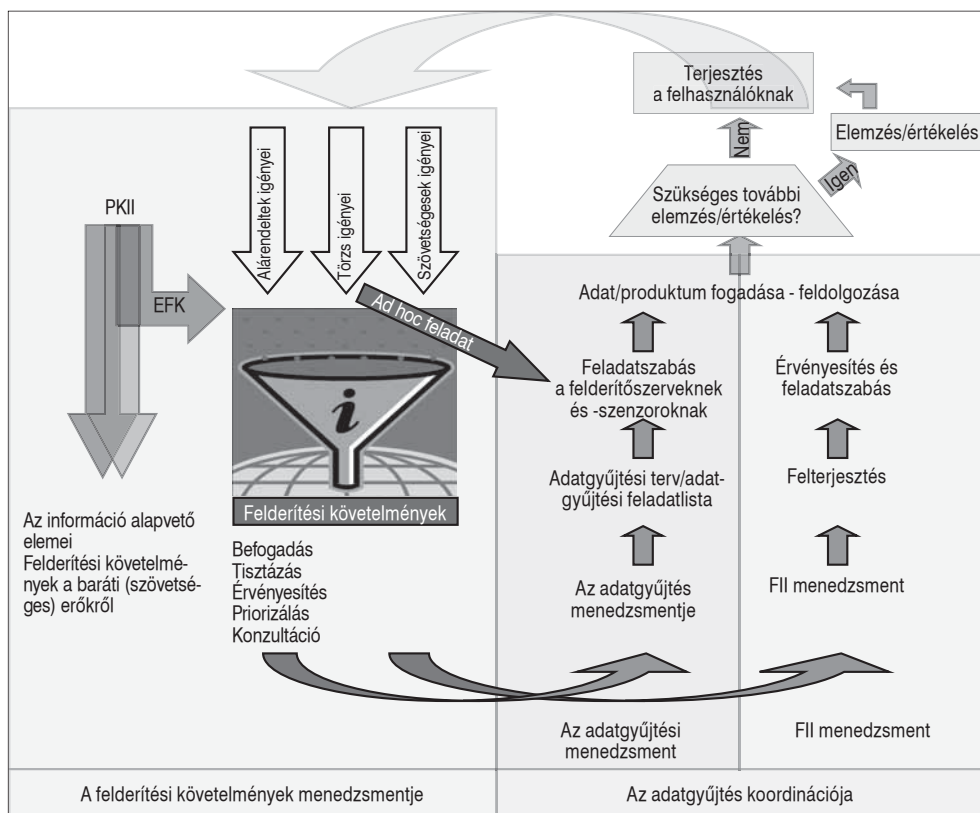 Terjesztés
a felhasználóknak
Elemzés/értékelés
Nem
Igen
Szükséges további
elemzés/értékelés?
PKII
EFK
Alárendeltek igényei
Törzs igényei
Szövetségesek igényei
Ad hoc feladat
Felderítési követelmények
Az információ alapvető
elemei
Felderítési követelmé-
nyek a baráti (szövetsé-
ges) erőkről
Befogadás
Tisztázás
Érvényesítés
Priorizálás
Konzultáció
Adat/produktum fogadása - feldolgozása
Feladatszabás
a felderítőszerveknek
és -szenzoroknak
Adatgyűjtési terv/adat-
gyűjtési feladatlista
Az adatgyűjtés
menedzsmentje
Az adatgyűjtési
menedzsment
Érvényesítés és
feladatszabás
Felterjesztés
FII menedzsment
FII menedzsment
A felderítési követelmények menedzsmentje
Az adatgyűjtés koordinációja